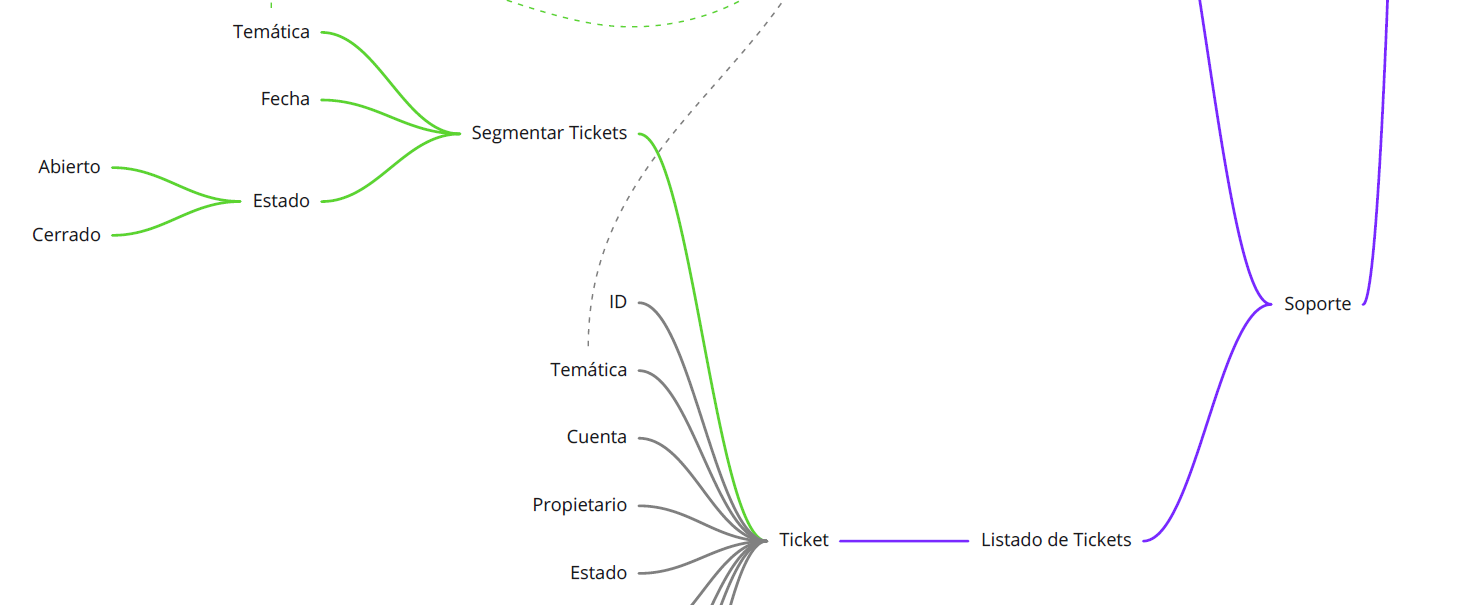 Temática
Fecha
Segmentar Tickets
Abierto
Estado
Cerrado
ID
Soporte
Temática
Cuenta
Propietario
Ticket
Listado de Tickets
Estado